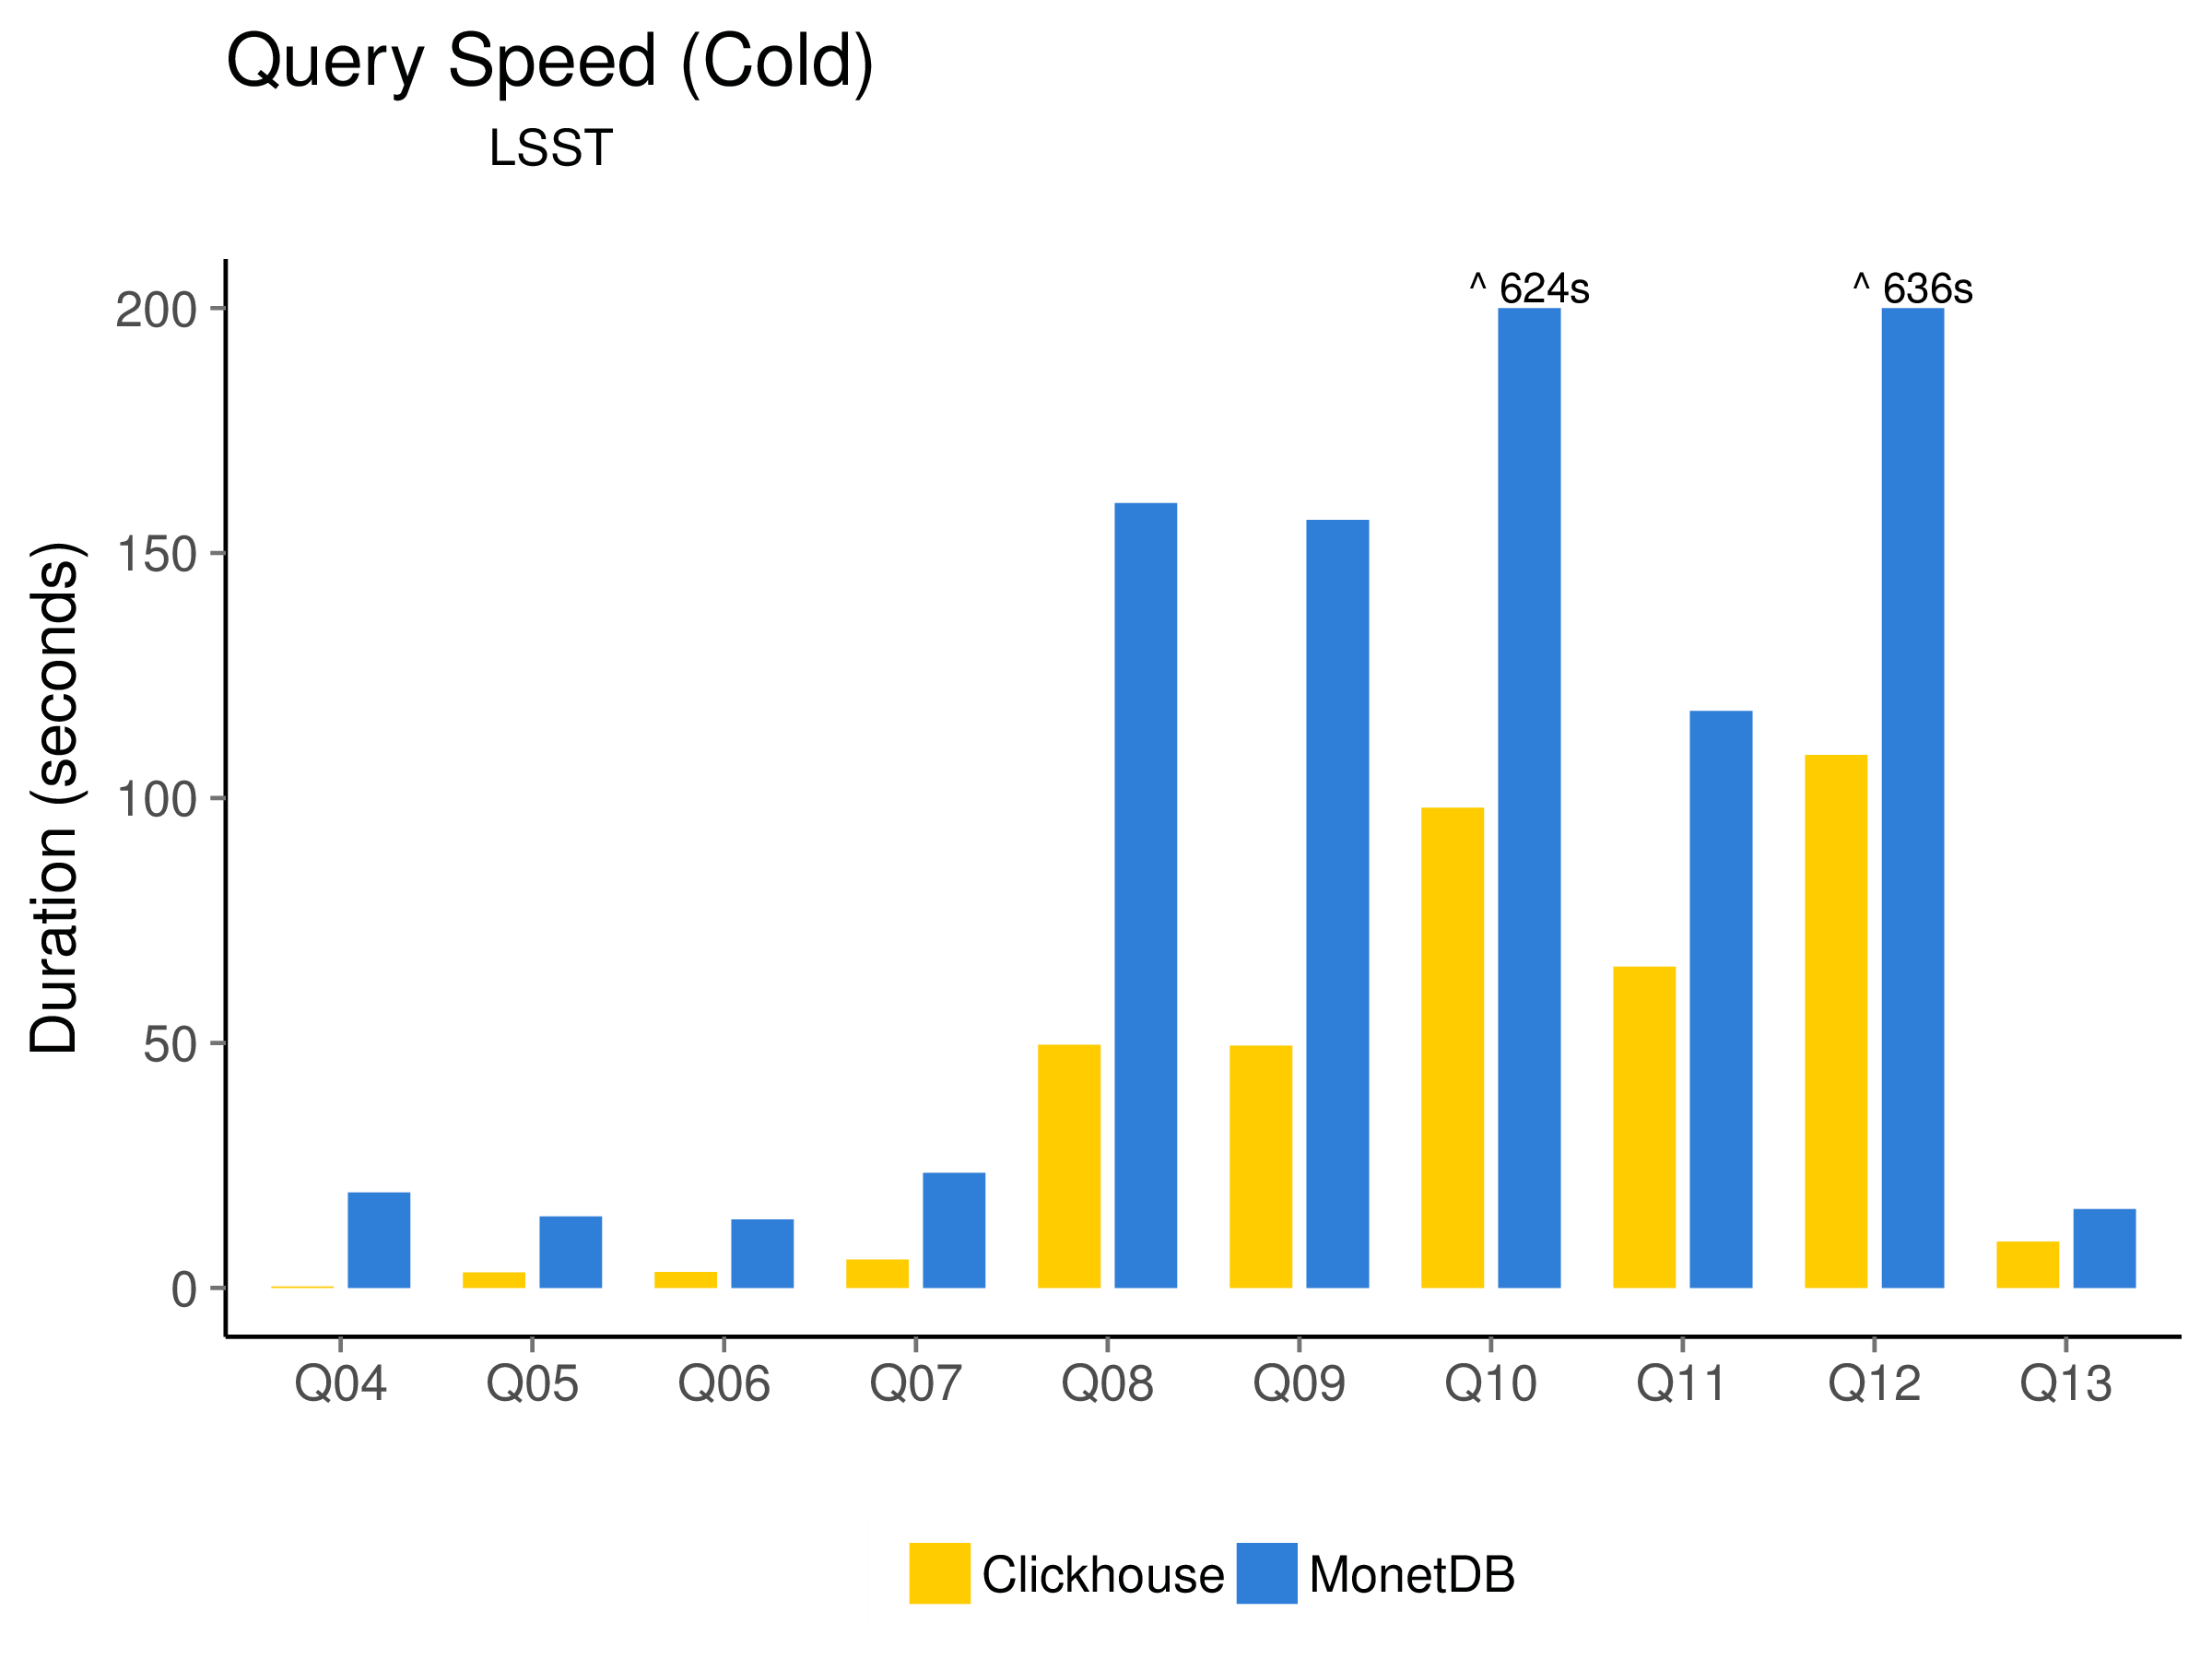 Query Speed (Cold)
LSST
^ 624s
^ 636s
200
150
100
50
0
Duration (seconds)
Q04 Q05 Q06 Q07 Q08 Q09 Q10 Q11 Q12 Q13
Clickhouse MonetDB